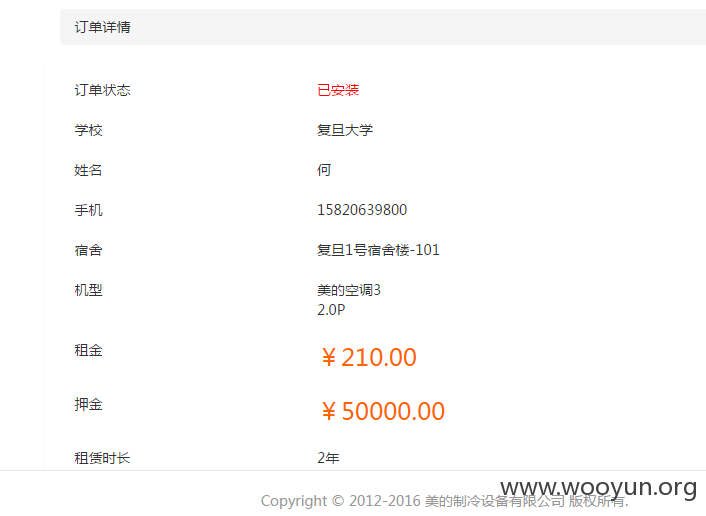 订单详情
订单状态 已安装
学校 复旦大学
姓名 何
手机 15820639800
宿舍 复旦1号宿舍楼-101
机型 美的空调3
2.0P
租金 ￥210.00
押金 ￥50000.00
租赁时长 2年
www.wooyun.org
Copyright © 2012-2016 美的制冷设备有限公司 版权所有.